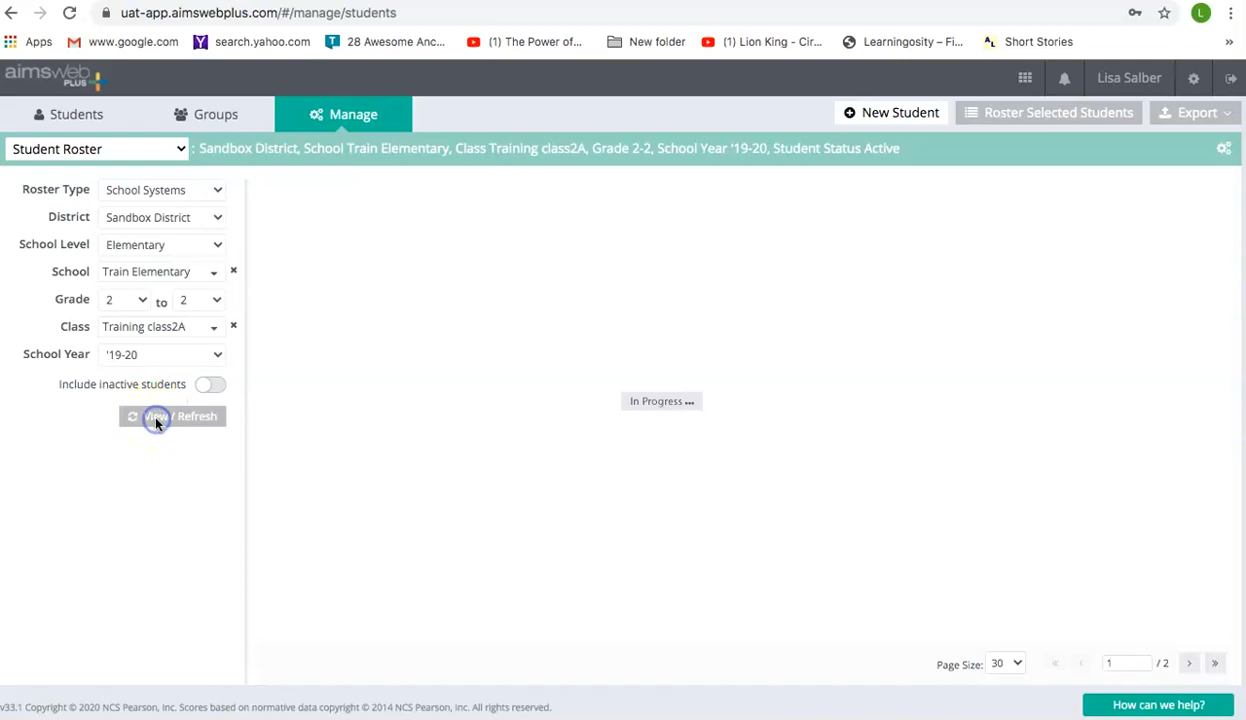 uat-app.aimswebplus.com/#/manage/students
L
Apps www.google.com search.yahoo.com 28 Awesome Anc... (1) The Power of... New folder (1) Lion King - Cir... Learningosity – Fi... Short Stories »
aimsweb PLUS
Lisa Salber
Students Groups Manage New Student Roster Selected Students Export
Student Roster : Sandbox District, School Train Elementary, Class Training class2A, Grade 2-2, School Year '19-20, Student Status Active
Roster Type School Systems
District Sandbox District
School Level Elementary
School Train Elementary
Grade 2 to 2
Class Training class2A
School Year '19-20
Include inactive students
View / Refresh
In Progress ...
Page Size: 30 « ‹ 1 / 2 › »
v33.1 Copyright © 2020 NCS Pearson, Inc. Scores based on normative data copyright © 2014 NCS Pearson, Inc. All rights reserved.
How can we help?